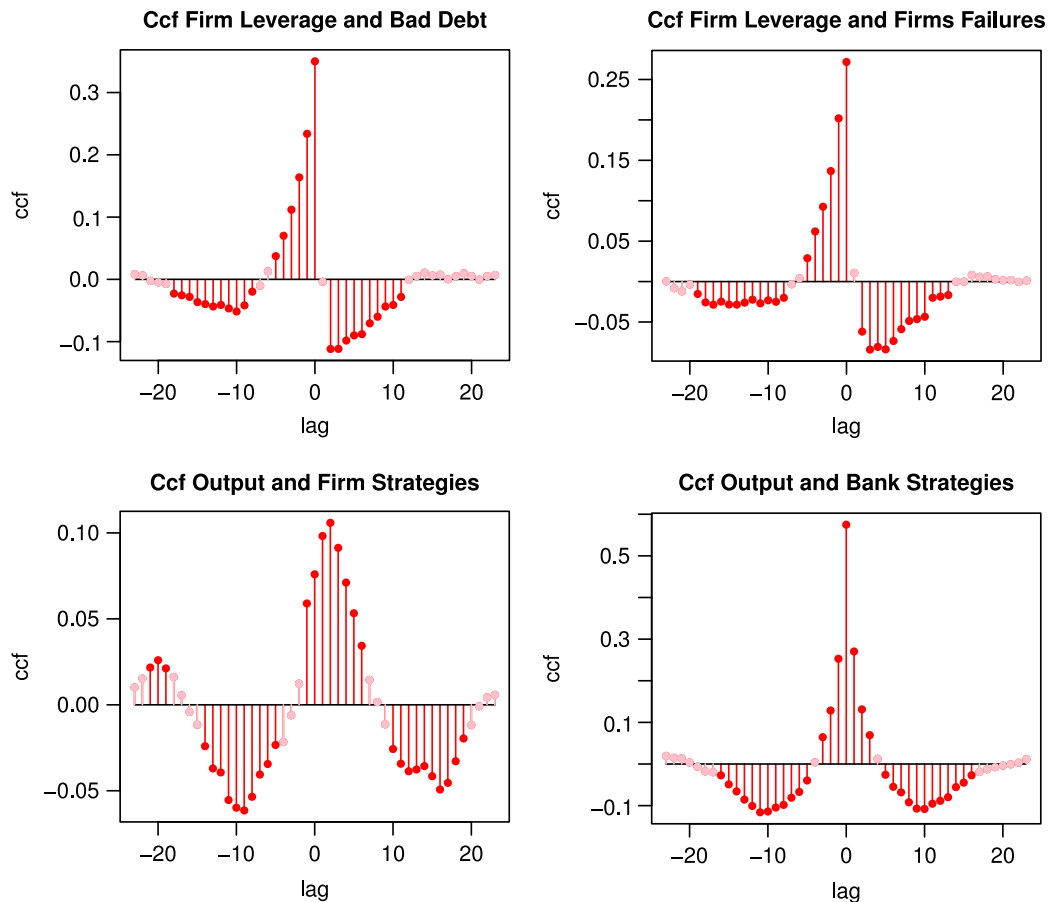 Ccf Firm Leverage and Bad Debt
ccf
0.3
0.2
0.1
0.0
−0.1
−20 −10 0 10 20
lag
Ccf Firm Leverage and Firms Failures
ccf
0.25
0.15
0.05
−0.05
−20 −10 0 10 20
lag
Ccf Output and Firm Strategies
ccf
0.10
0.05
0.00
−0.05
−20 −10 0 10 20
lag
Ccf Output and Bank Strategies
ccf
0.5
0.3
0.1
−0.1
−20 −10 0 10 20
lag